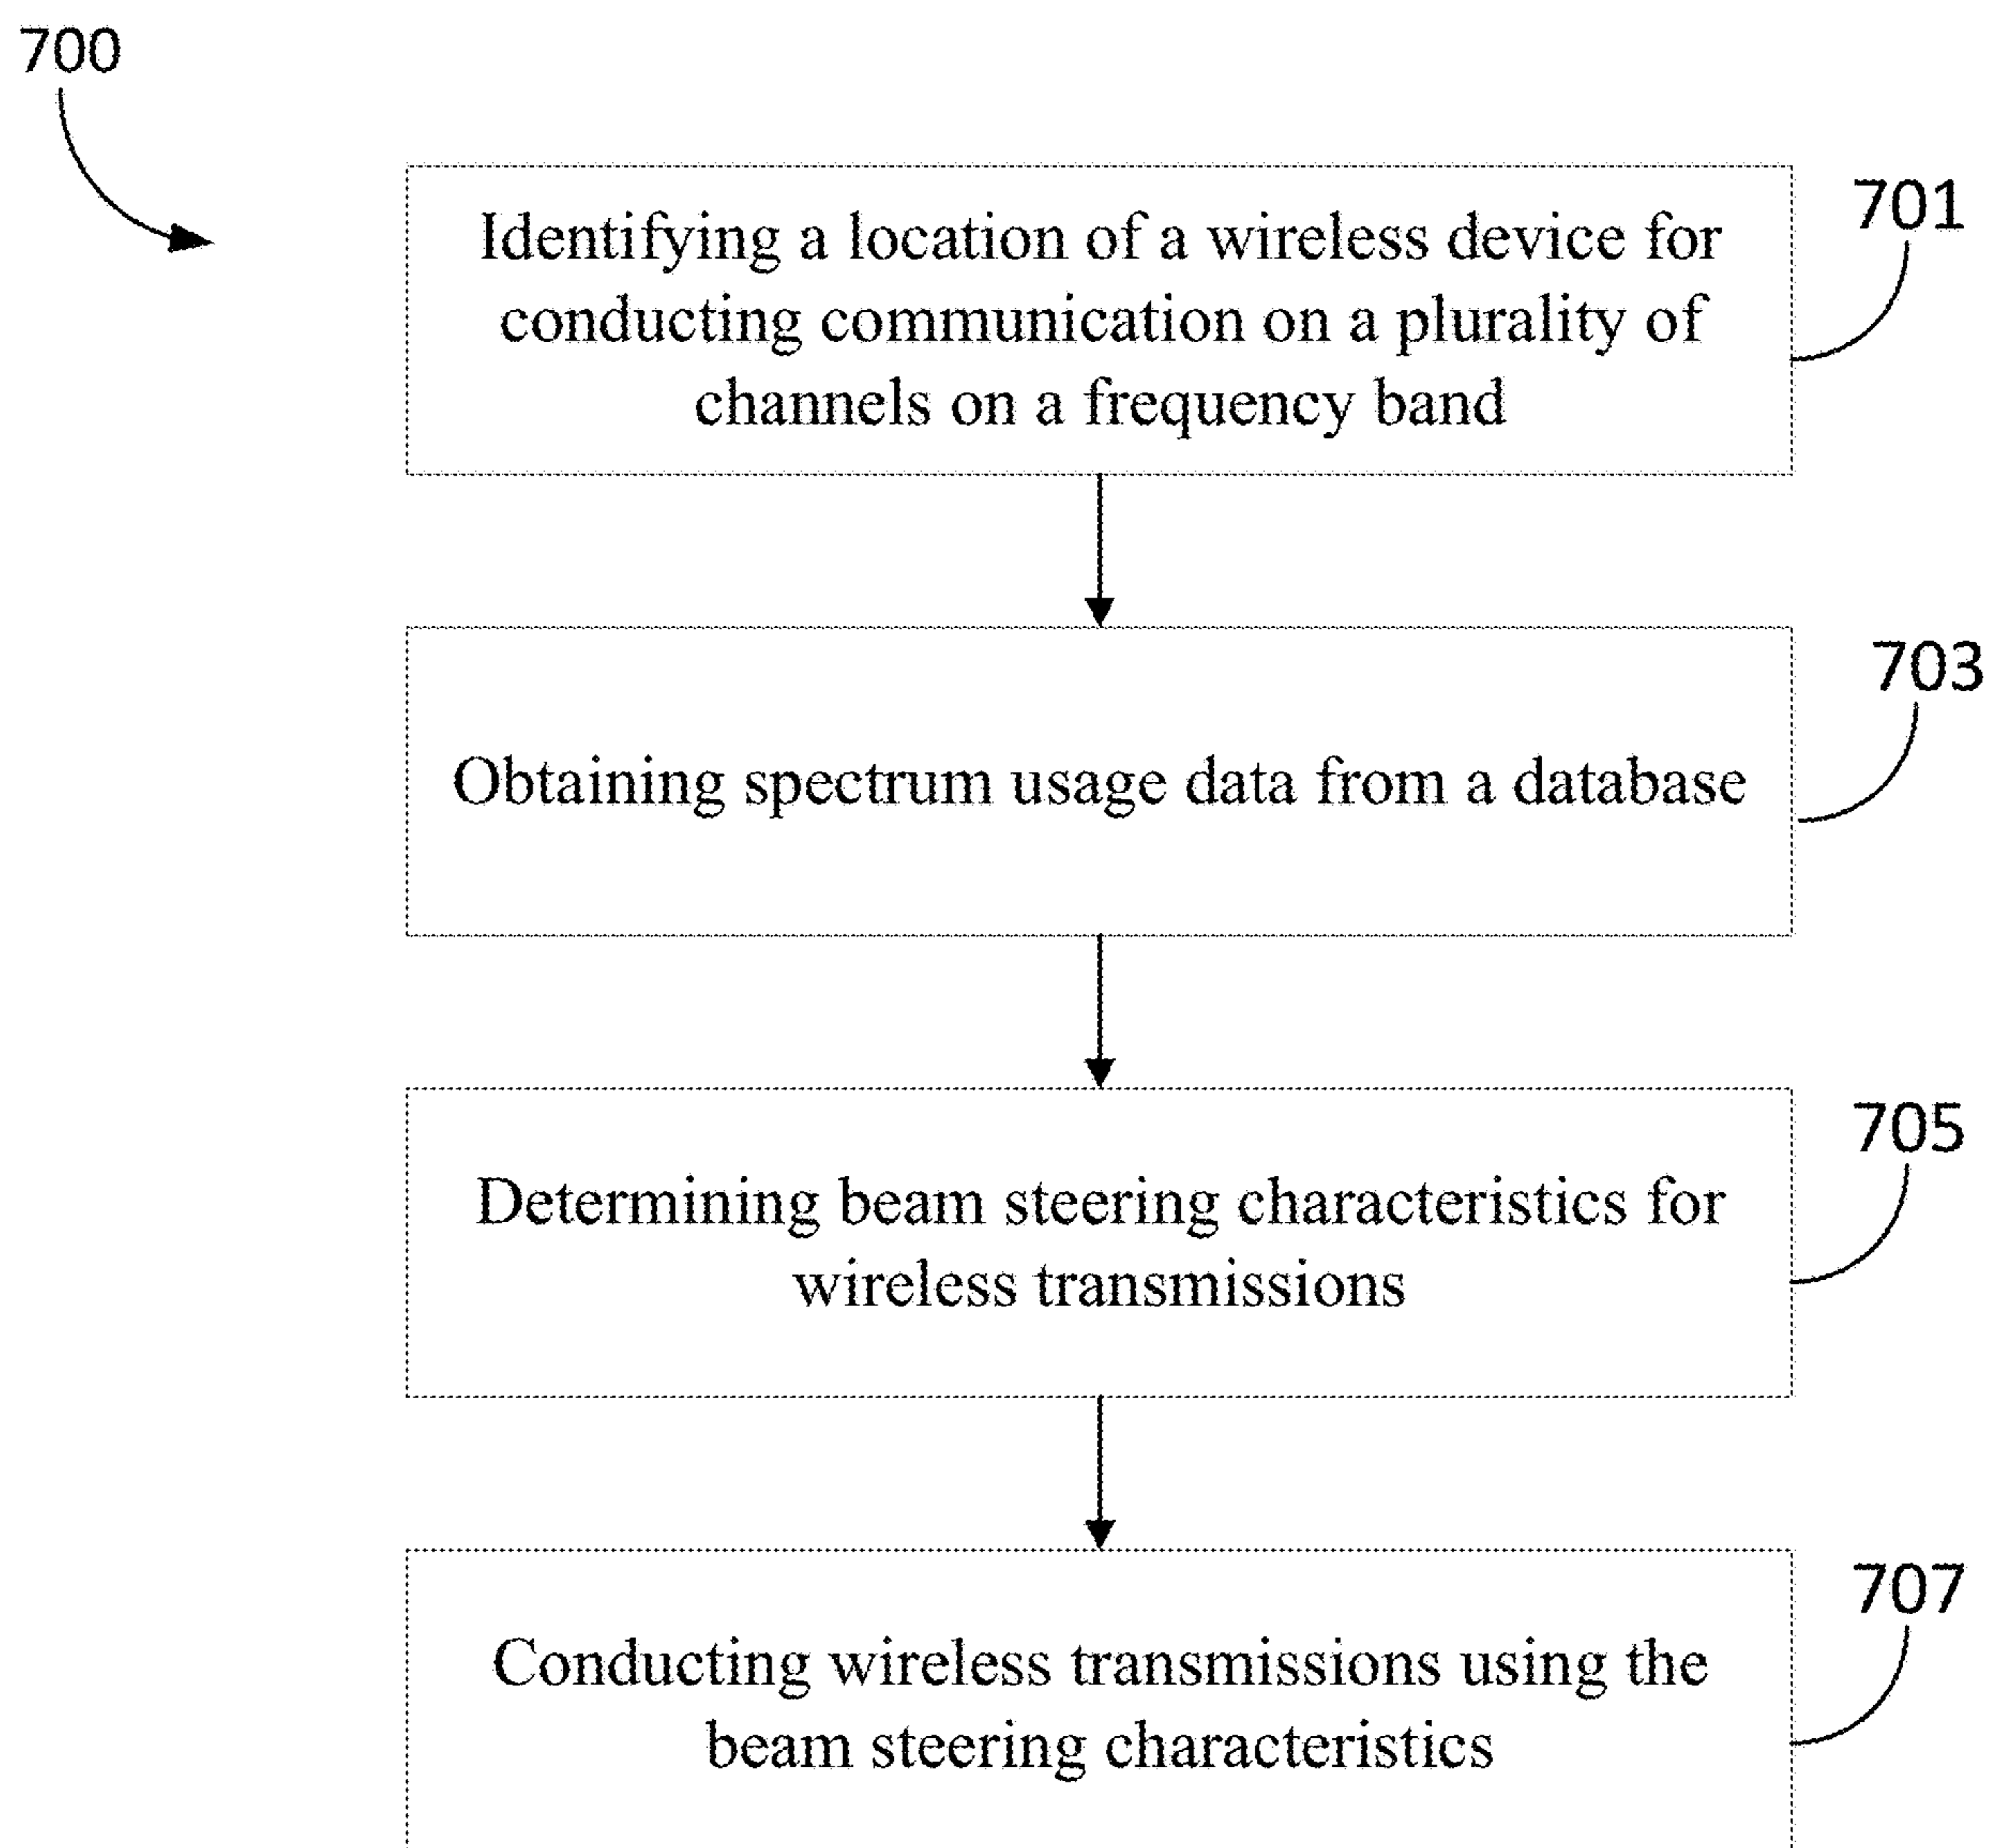 700
701
Identifying a location of a wireless device for
conducting communication on a plurality of
channels on a frequency band
703
Obtaining spectrum usage data from a database
705
Determining beam steering characteristics for
wireless transmissions
707
Conducting wireless transmissions using the
beam steering characteristics